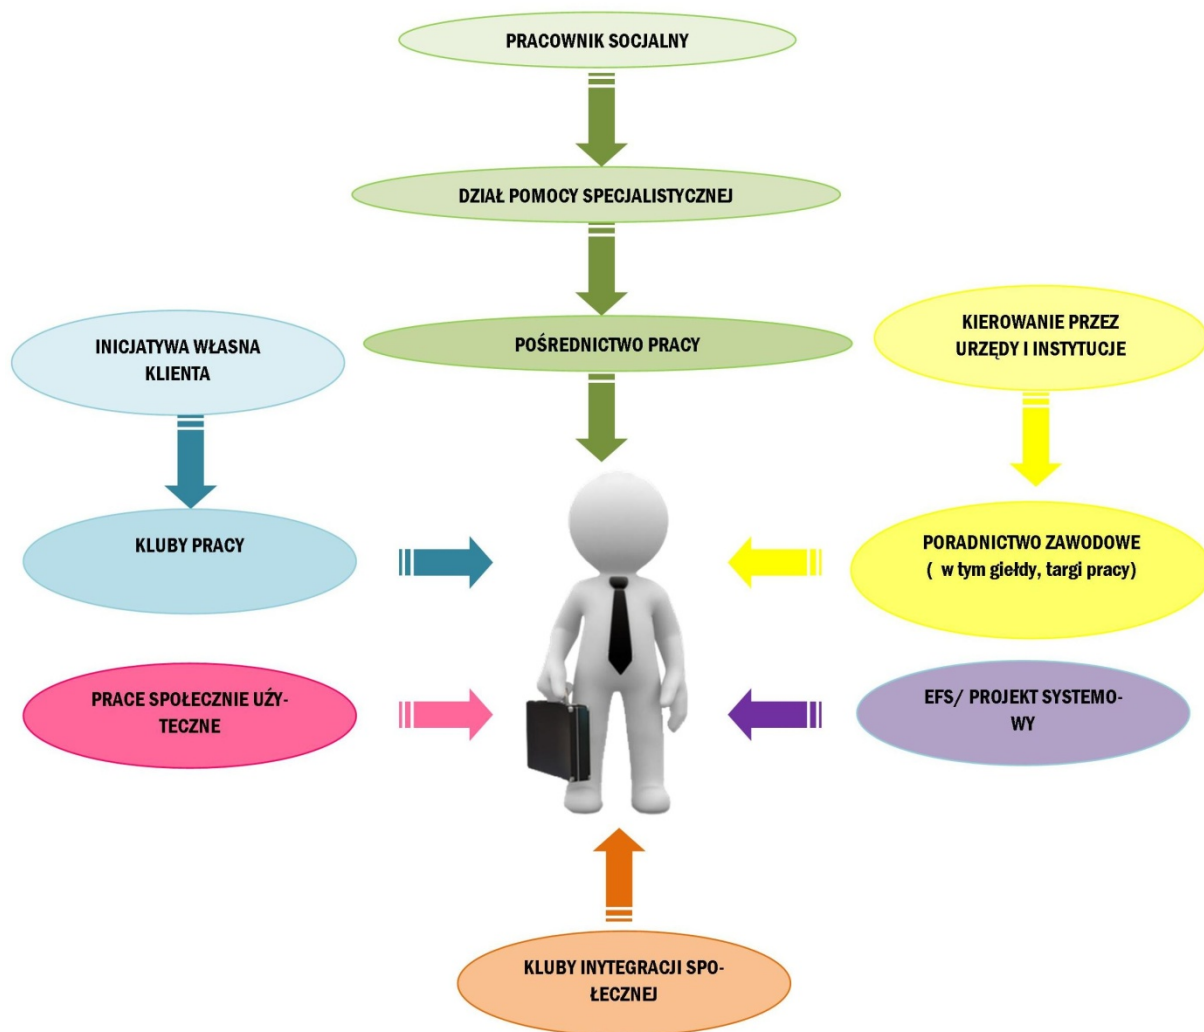 PRACOWNIK SOCJALNY
DZIAŁ POMOCY SPECJALISTYCZNEJ
POŚREDNICTWO PRACY
INICJATYWA WŁASNA
KLIENTA
KIEROWANIE PRZEZ
URZĘDY I INSTYTUCJE
KLUBY PRACY
PORADNICTWO ZAWODOWE
( w tym giełdy, targi pracy)
PRACE SPOŁECZNIE UŹY-
TECZNE
EFS/ PROJEKT SYSTEMO-
WY
KLUBY INYTEGRACJI SPO-
ŁECZNEJ